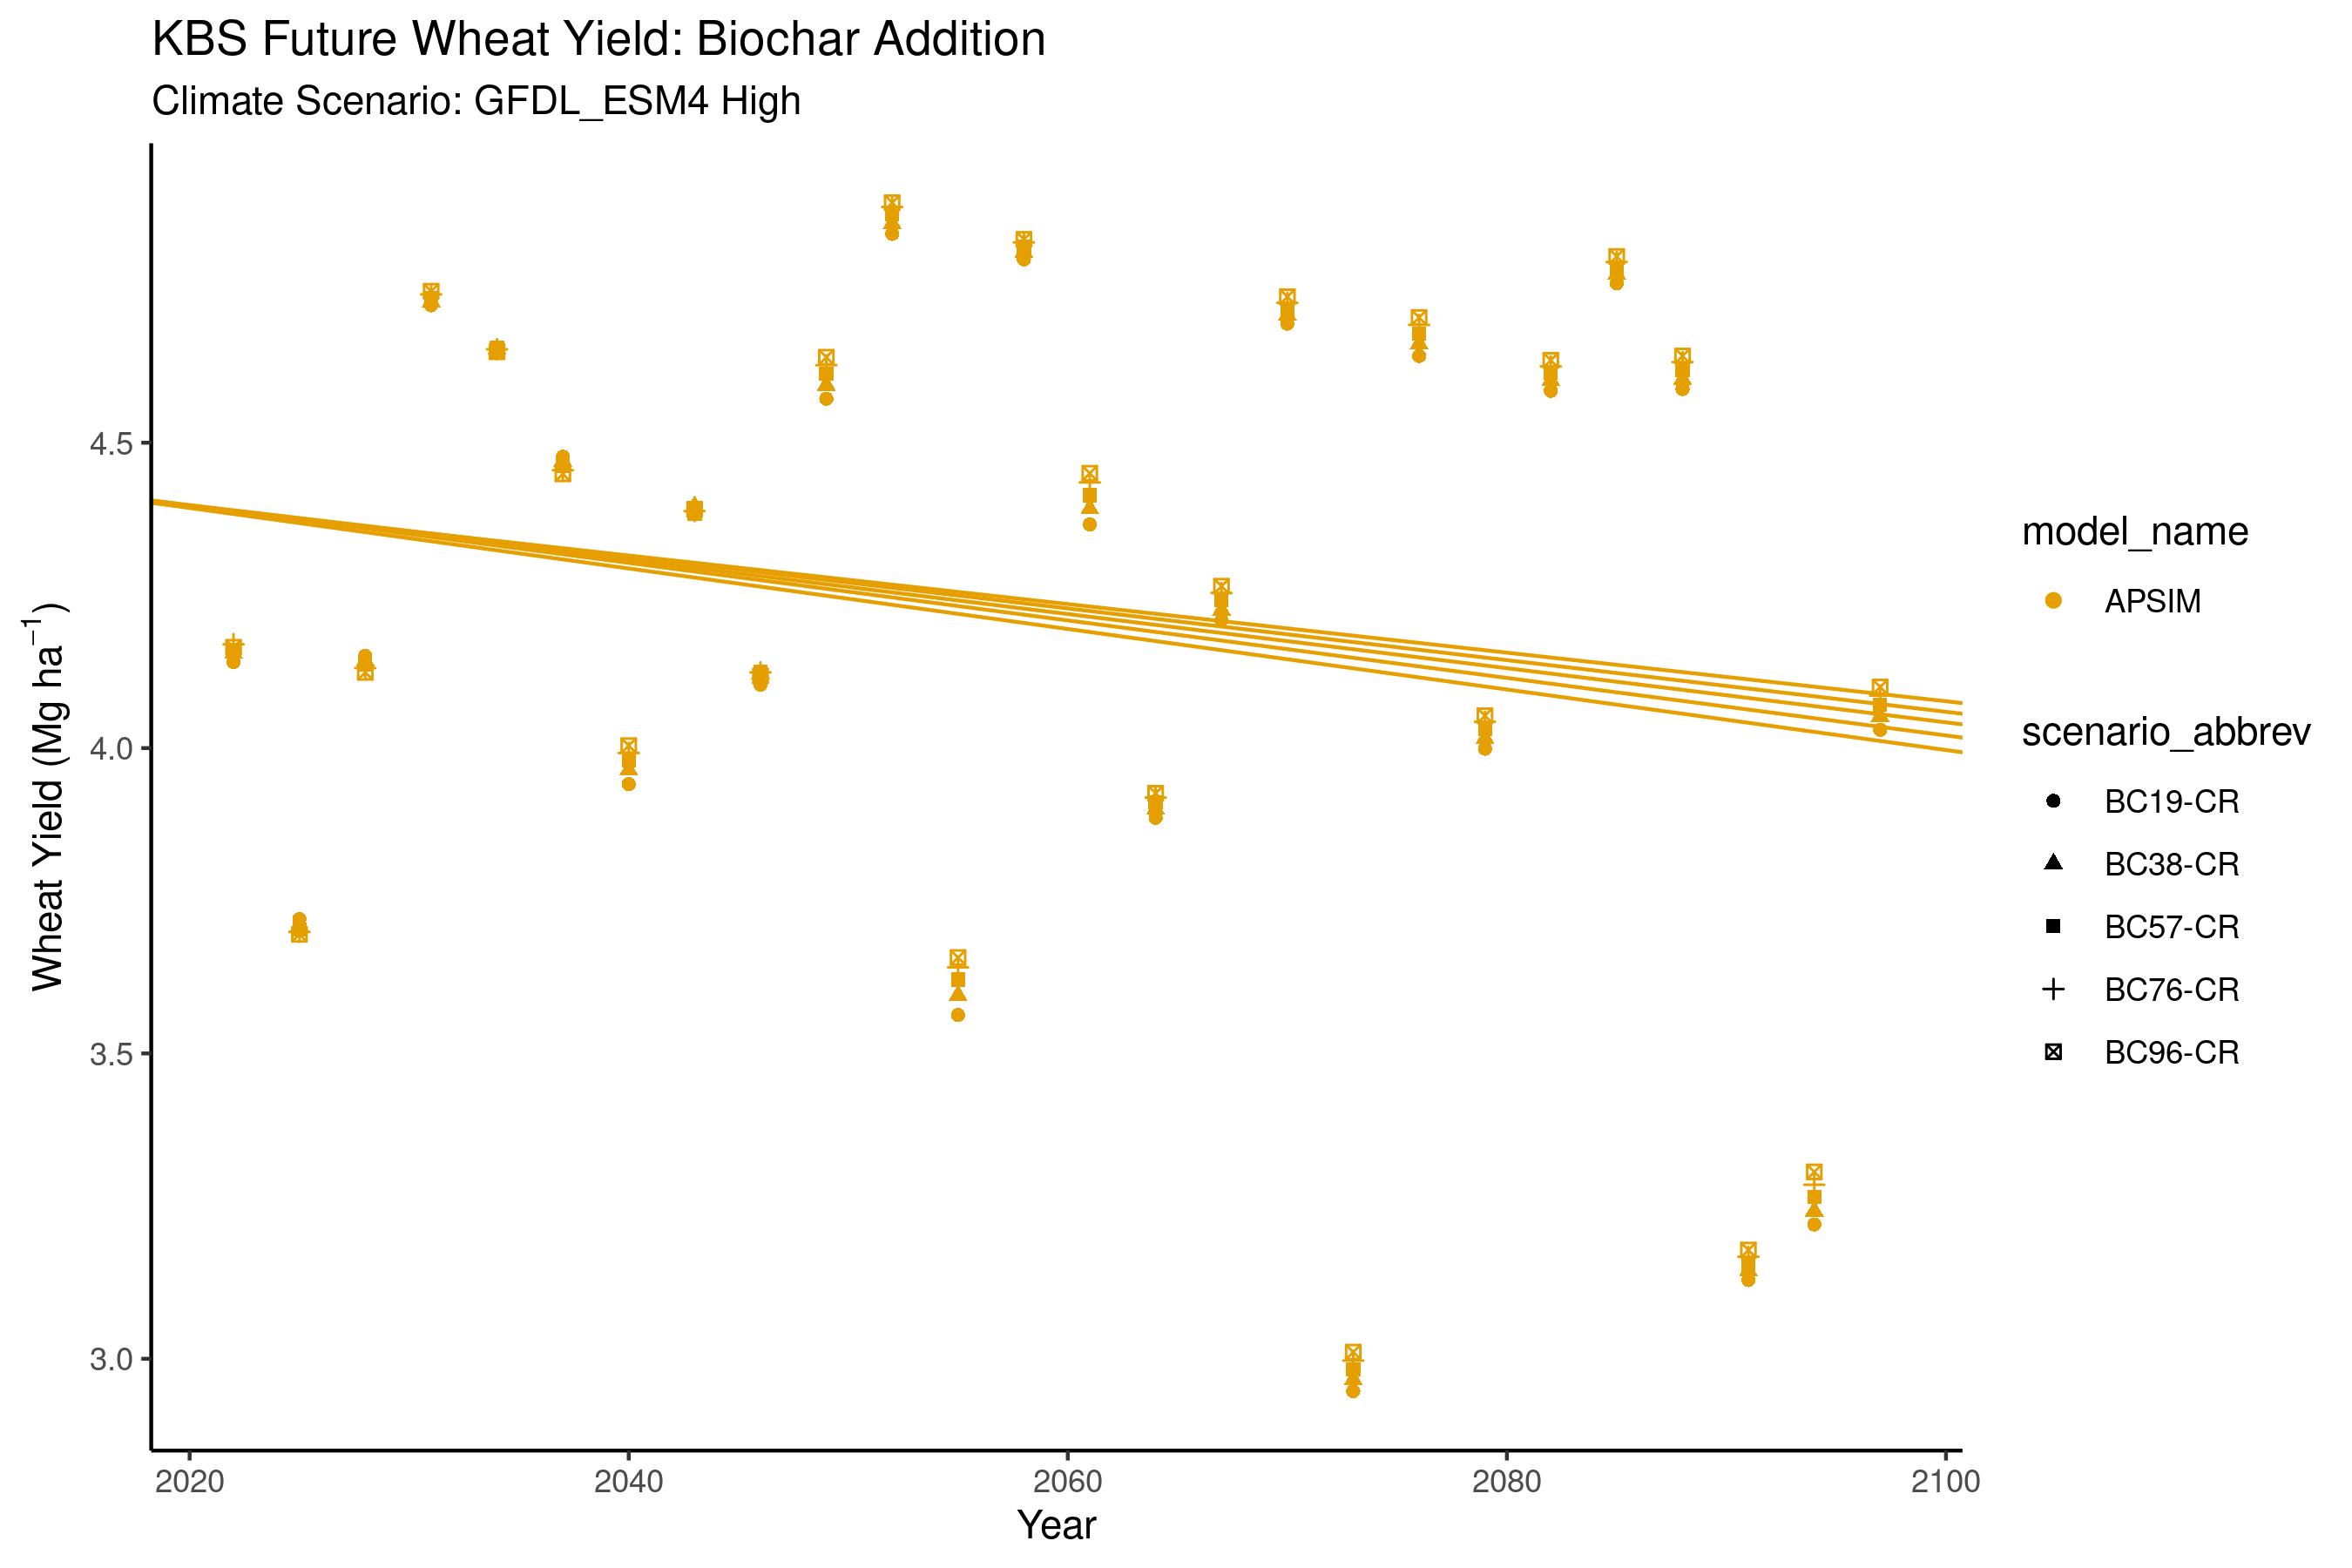 KBS Future Wheat Yield: Biochar Addition
Climate Scenario: GFDL_ESM4 High
Wheat Yield (Mg ha⁻¹)
4.5
4.0
3.5
3.0
2020 2040 2060 2080 2100
Year
model_name
APSIM
scenario_abbrev
BC19-CR
BC38-CR
BC57-CR
BC76-CR
BC96-CR